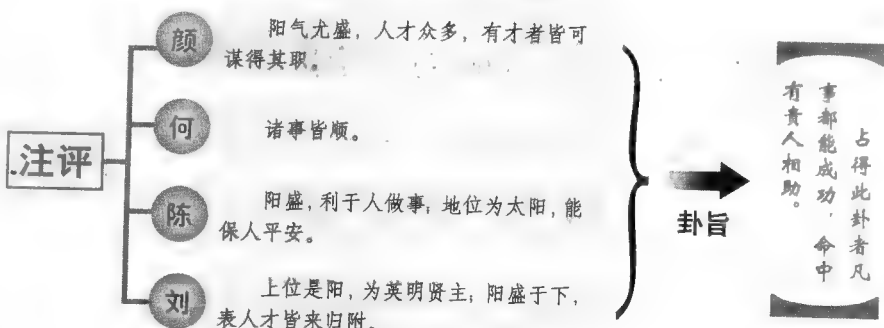 注评
颜
阳气尤盛，人才众多，有才者皆可
谋得其职。
何
诸事皆顺。
陈
阳盛，利于人做事；地位为太阳，能
保人平安。
刘
上位是阳，为英明贤主；阳盛于下，
表人才皆来归附。
卦旨
占得此卦者凡
事都能成功，命中
有贵人相助。